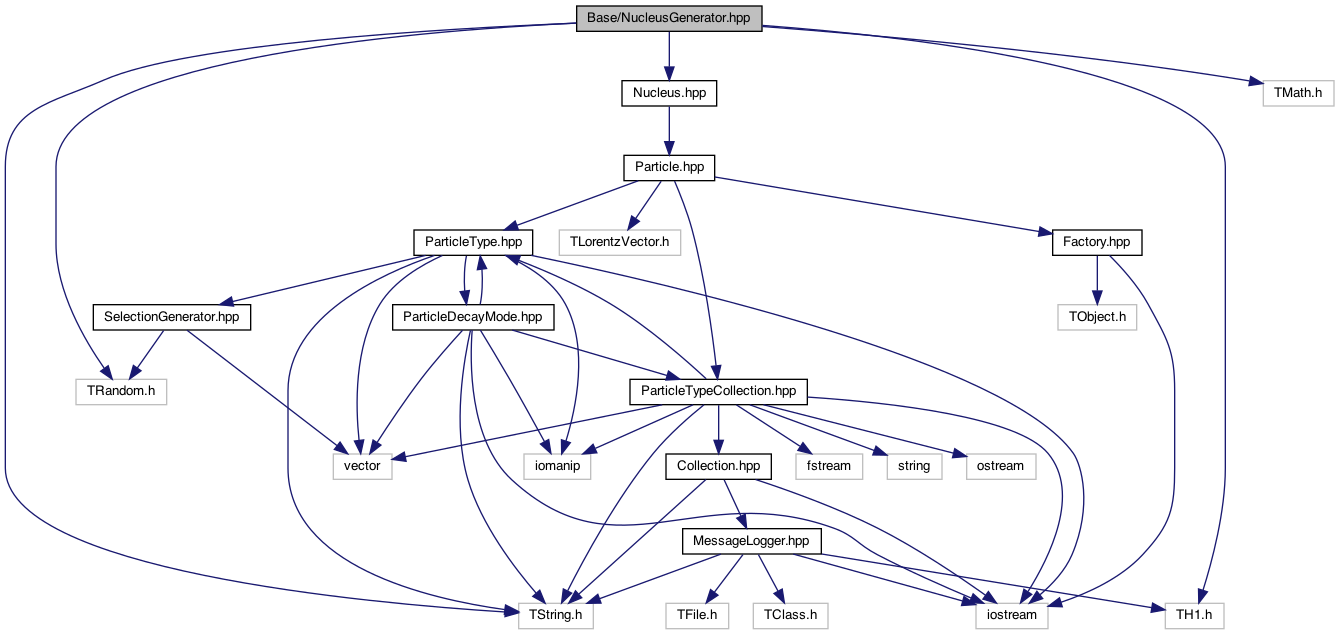 Base/NucleusGenerator.hpp
Nucleus.hpp
TMath.h
Particle.hpp
ParticleType.hpp
TLorentzVector.h
Factory.hpp
SelectionGenerator.hpp
ParticleDecayMode.hpp
TObject.h
TRandom.h
ParticleTypeCollection.hpp
vector
iomanip
Collection.hpp
fstream
string
ostream
MessageLogger.hpp
TString.h
TFile.h
TClass.h
iostream
TH1.h